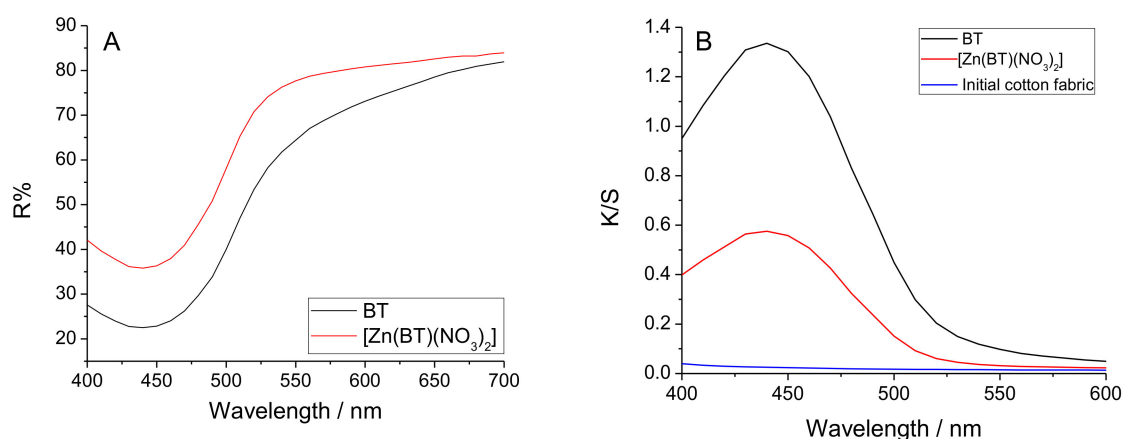 A
R%
90
80
70
60
50
40
30
20
400 450 500 550 600 650 700
Wavelength / nm
BT
[Zn(BT)(NO₃)₂]
B
K/S
1.4
1.2
1.0
0.8
0.6
0.4
0.2
0.0
400 450 500 550 600
Wavelength / nm
BT
[Zn(BT)(NO₃)₂]
Initial cotton fabric